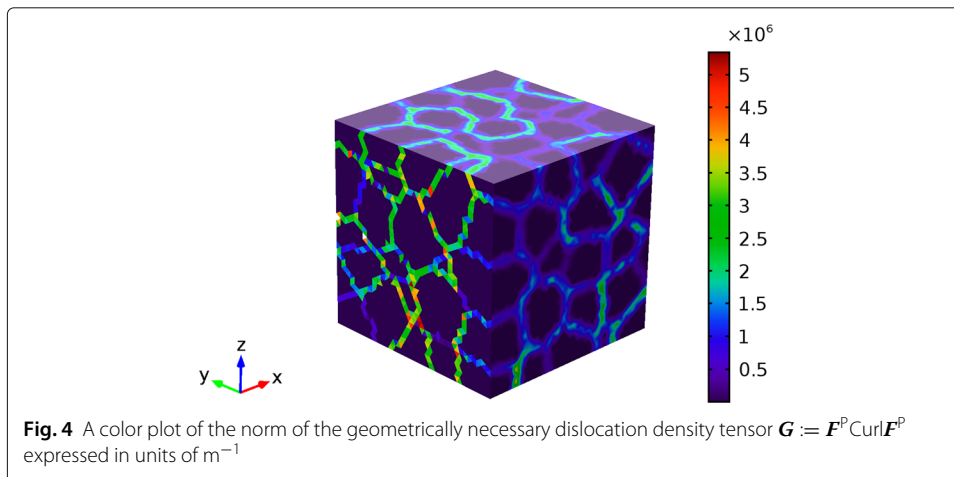 ×10⁶
5
4.5
4
3.5
3
2.5
2
1.5
1
0.5
z
y
x
Fig. 4 A color plot of the norm of the geometrically necessary dislocation density tensor G := FᴾCurlFᴾ
expressed in units of m⁻¹